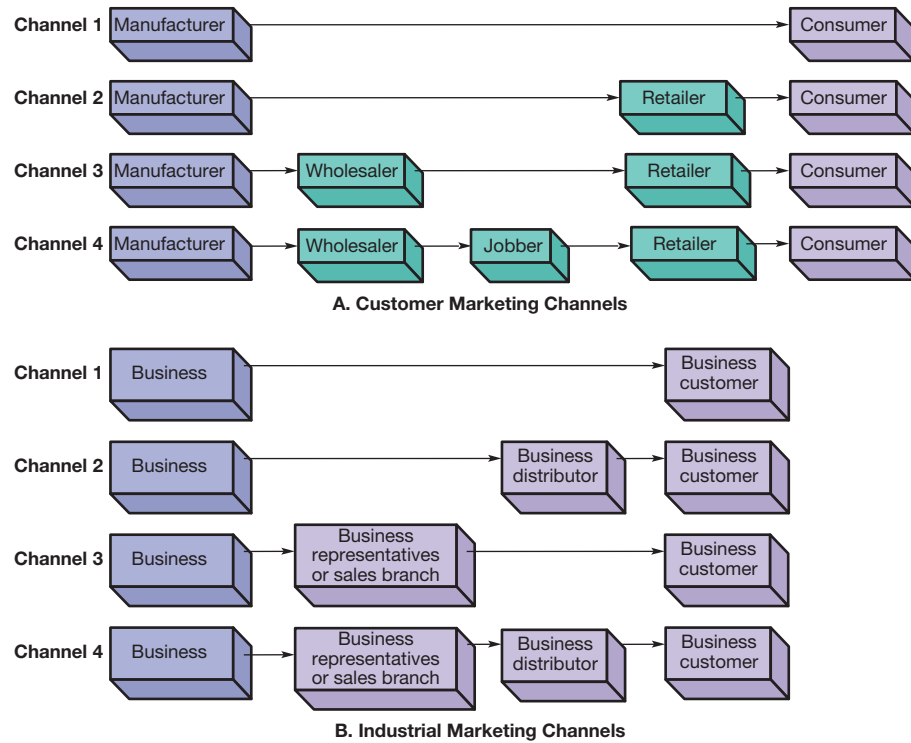 Channel 1 Manufacturer Consumer
Channel 2 Manufacturer Retailer Consumer
Channel 3 Manufacturer Wholesaler Retailer Consumer
Channel 4 Manufacturer Wholesaler Jobber Retailer Consumer
A. Customer Marketing Channels
Channel 1 Business Business
customer
Channel 2 Business Business
distributor
Business
customer
Channel 3 Business Business
representatives
or sales branch
Business
customer
Channel 4 Business Business
representatives
or sales branch
Business
distributor
Business
customer
B. Industrial Marketing Channels